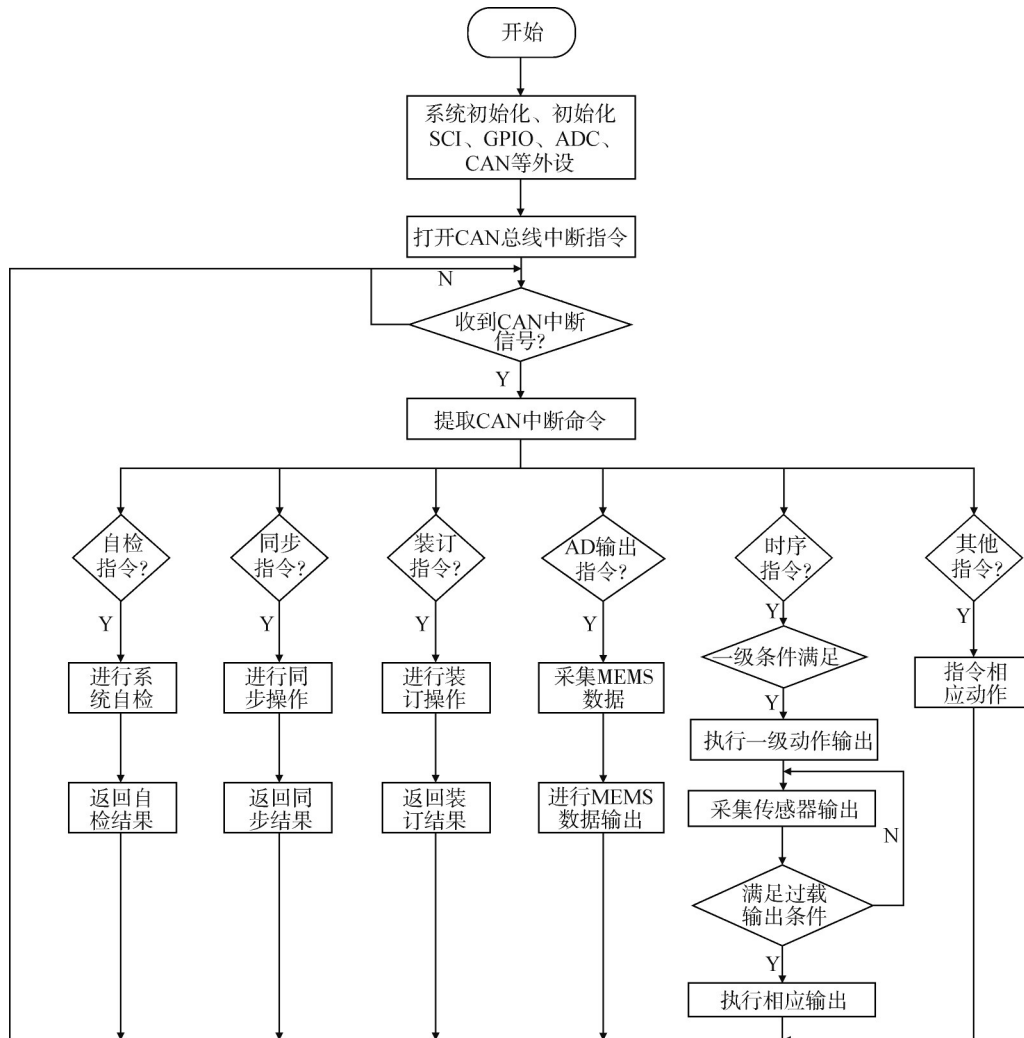 开始
系统初始化、初始化
SCI、GPIO、ADC、
CAN等外设
打开CAN总线中断指令
N
收到CAN中断
信号?
Y
提取CAN中断命令
自检
指令?
同步
指令?
装订
指令?
AD输出
指令?
时序
指令?
其他
指令?
Y
Y
Y
Y
Y
Y
进行系
统自检
进行同
步操作
进行装
订操作
采集MEMS
数据
一级条件满足
指令相
应动作
Y
执行一级动作输出
返回自
检结果
返回同
步结果
返回装
订结果
进行MEMS
数据输出
采集传感器输出
N
满足过载
输出条件
Y
执行相应输出